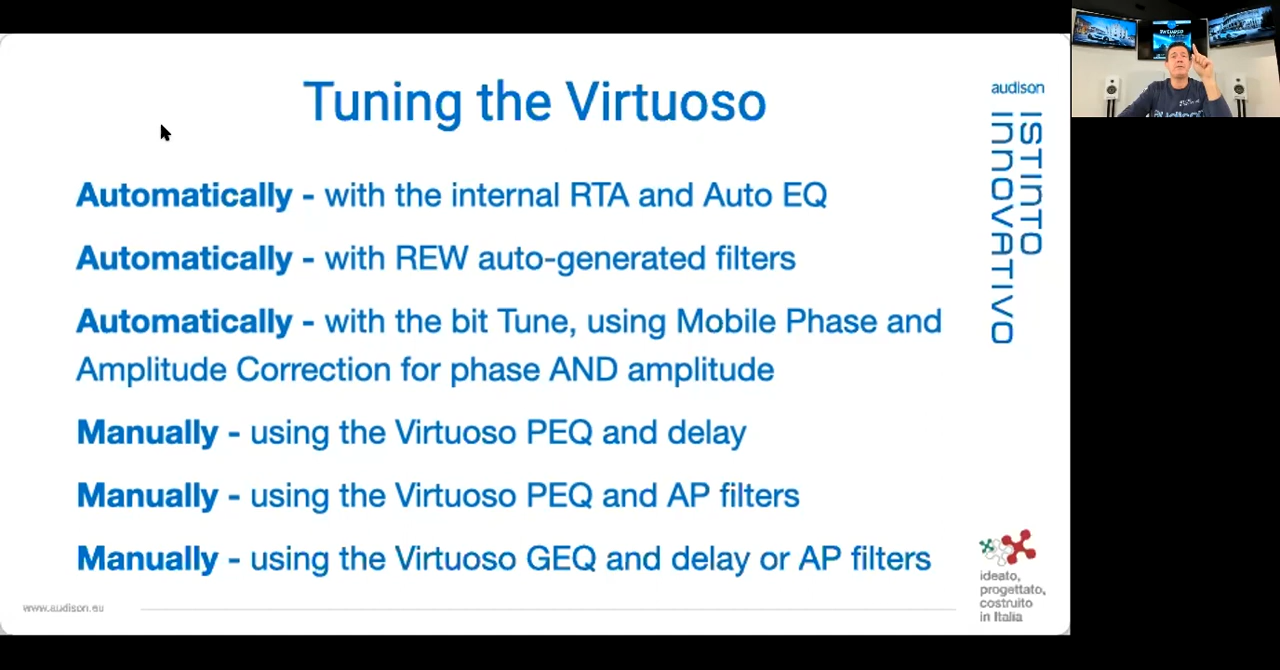 Tuning the Virtuoso
audison
ISTINTO
INNOVATIVO
Automatically - with the internal RTA and Auto EQ
Automatically - with REW auto-generated filters
Automatically - with the bit Tune, using Mobile Phase and
Amplitude Correction for phase AND amplitude
Manually - using the Virtuoso PEQ and delay
Manually - using the Virtuoso PEQ and AP filters
Manually - using the Virtuoso GEQ and delay or AP filters
ideato,
progettato,
costruito
in Italia
www.audison.eu